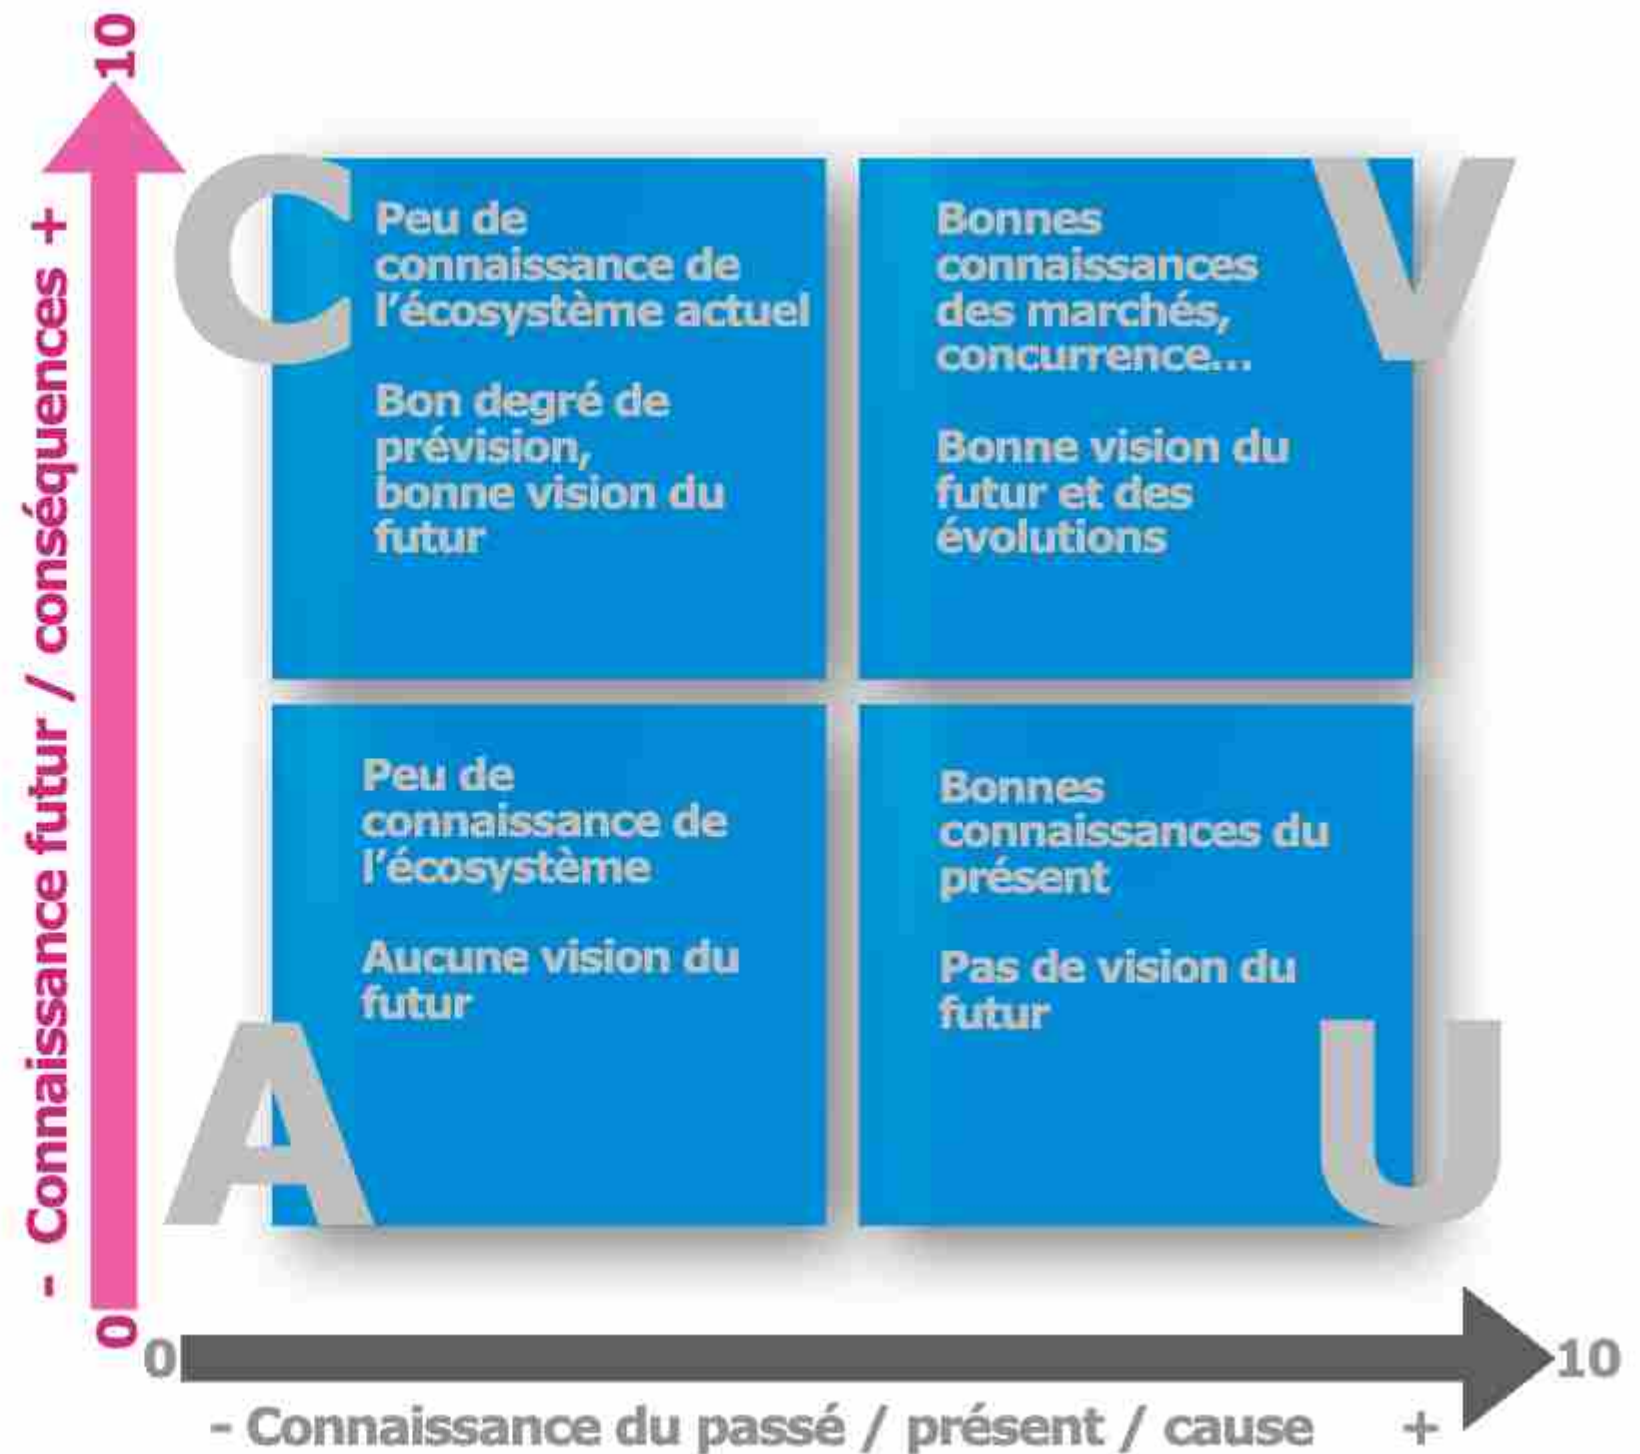 10
- Connaissance futur / conséquences +
0
C
Peu de
connaissance de
l'écosystème actuel
Bon degré de
prévision,
bonne vision du
futur
V
Bonnes
connaissances
des marchés,
concurrence...
Bonne vision du
futur et des
évolutions
A
Peu de
connaissance de
l'écosystème
Aucune vision du
futur
U
Bonnes
connaissances du
présent
Pas de vision du
futur
0
10
- Connaissance du passé / présent / cause +